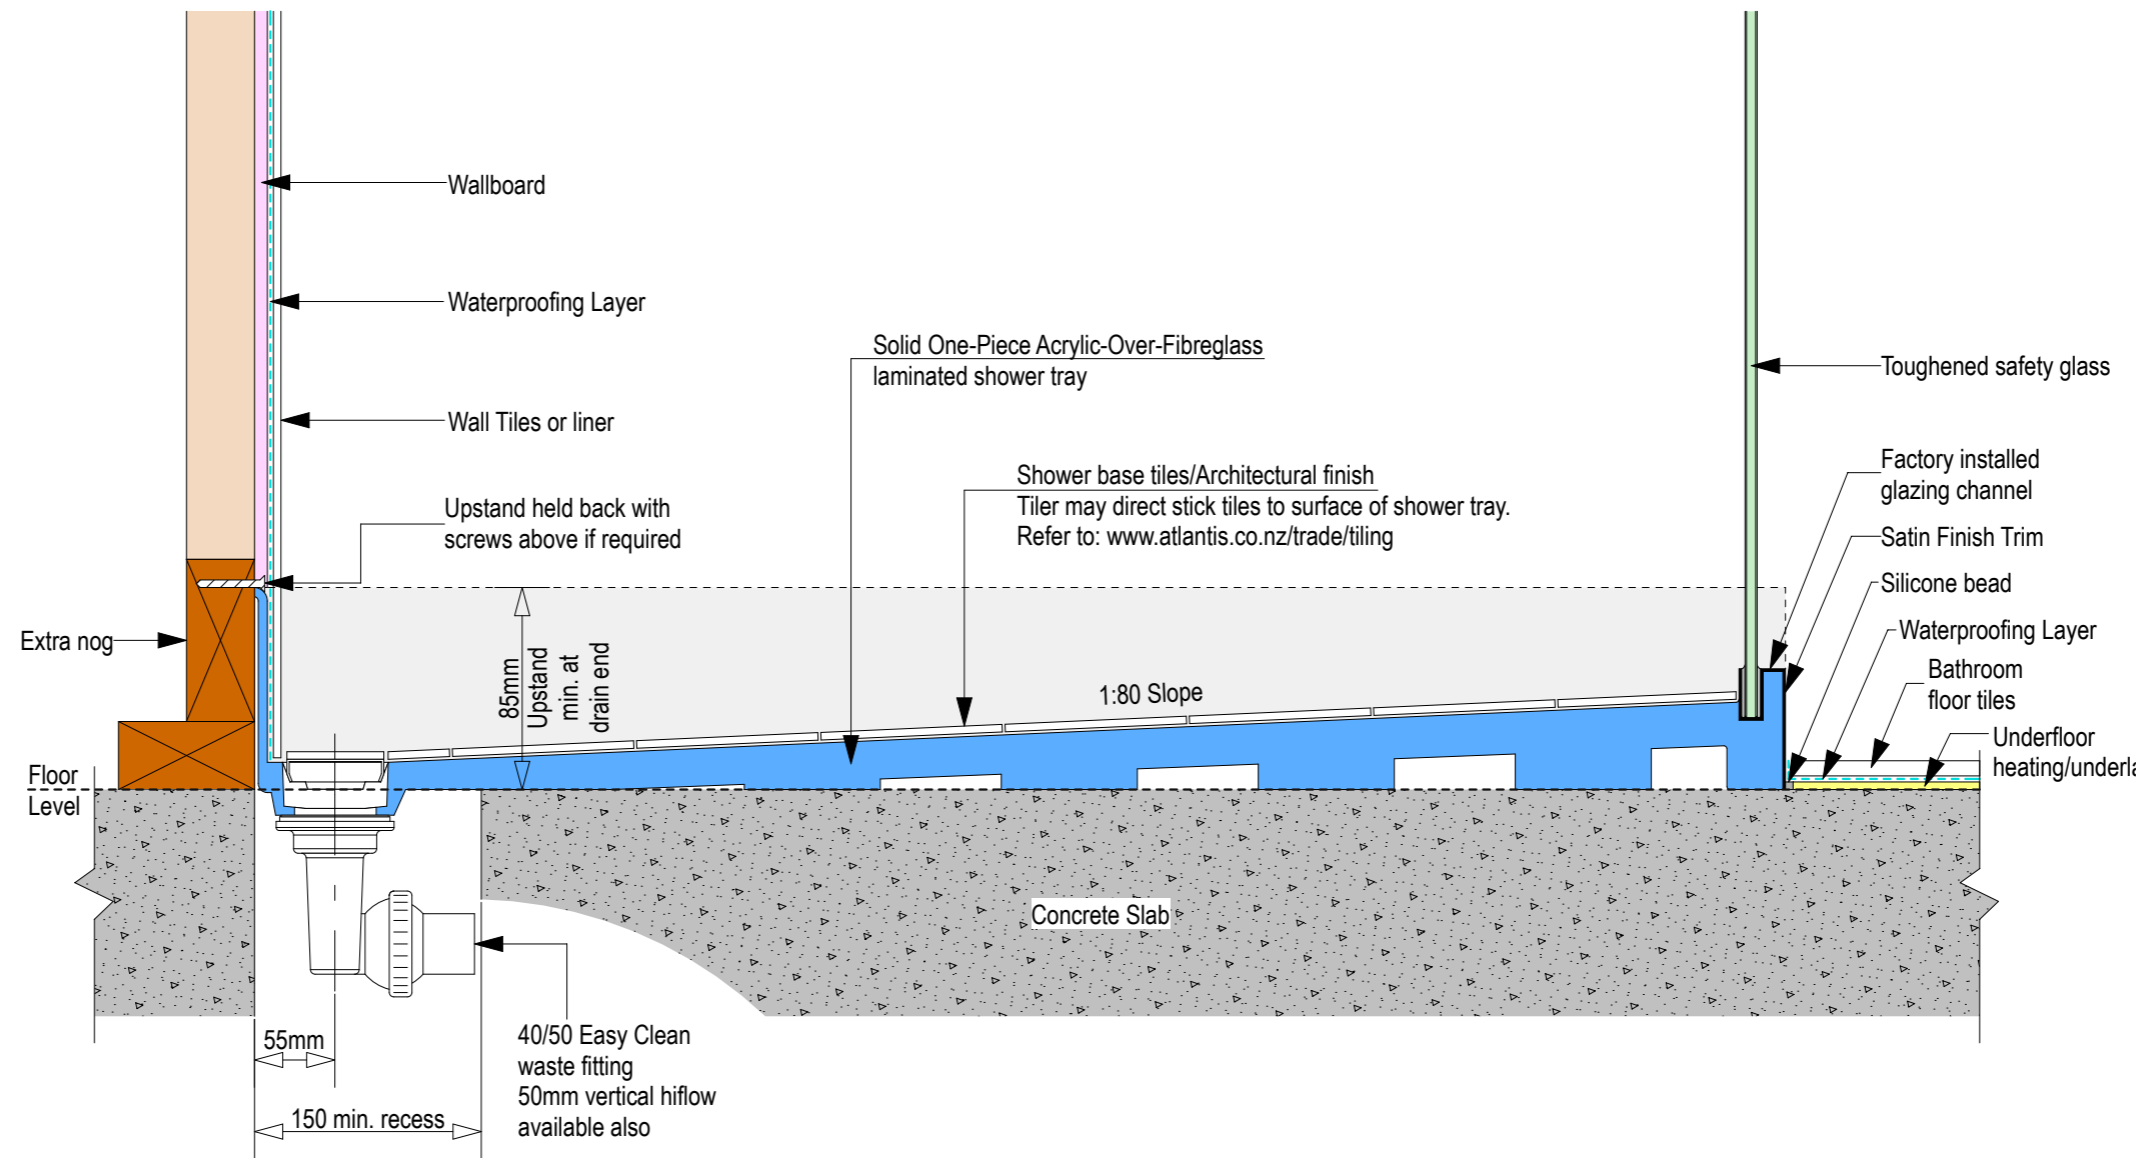 Wallboard
Waterproofing Layer
Solid One-Piece Acrylic-Over-Fibreglass
laminated shower tray
Toughened safety glass
Wall Tiles or liner
Shower base tiles/Architectural finish
Tiler may direct stick tiles to surface of shower tray.
Refer to: www.atlantis.co.nz/trade/tiling
Factory installed
glazing channel
Upstand held back with
screws above if required
Satin Finish Trim
Silicone bead
Extra nog
Waterproofing Layer
85mm
Upstand
min. at
drain end
1:80 Slope
Bathroom
floor tiles
Underfloor
heating/underla
Floor
Level
Concrete Slab
55mm
40/50 Easy Clean
waste fitting
50mm vertical hiflow
available also
150 min. recess